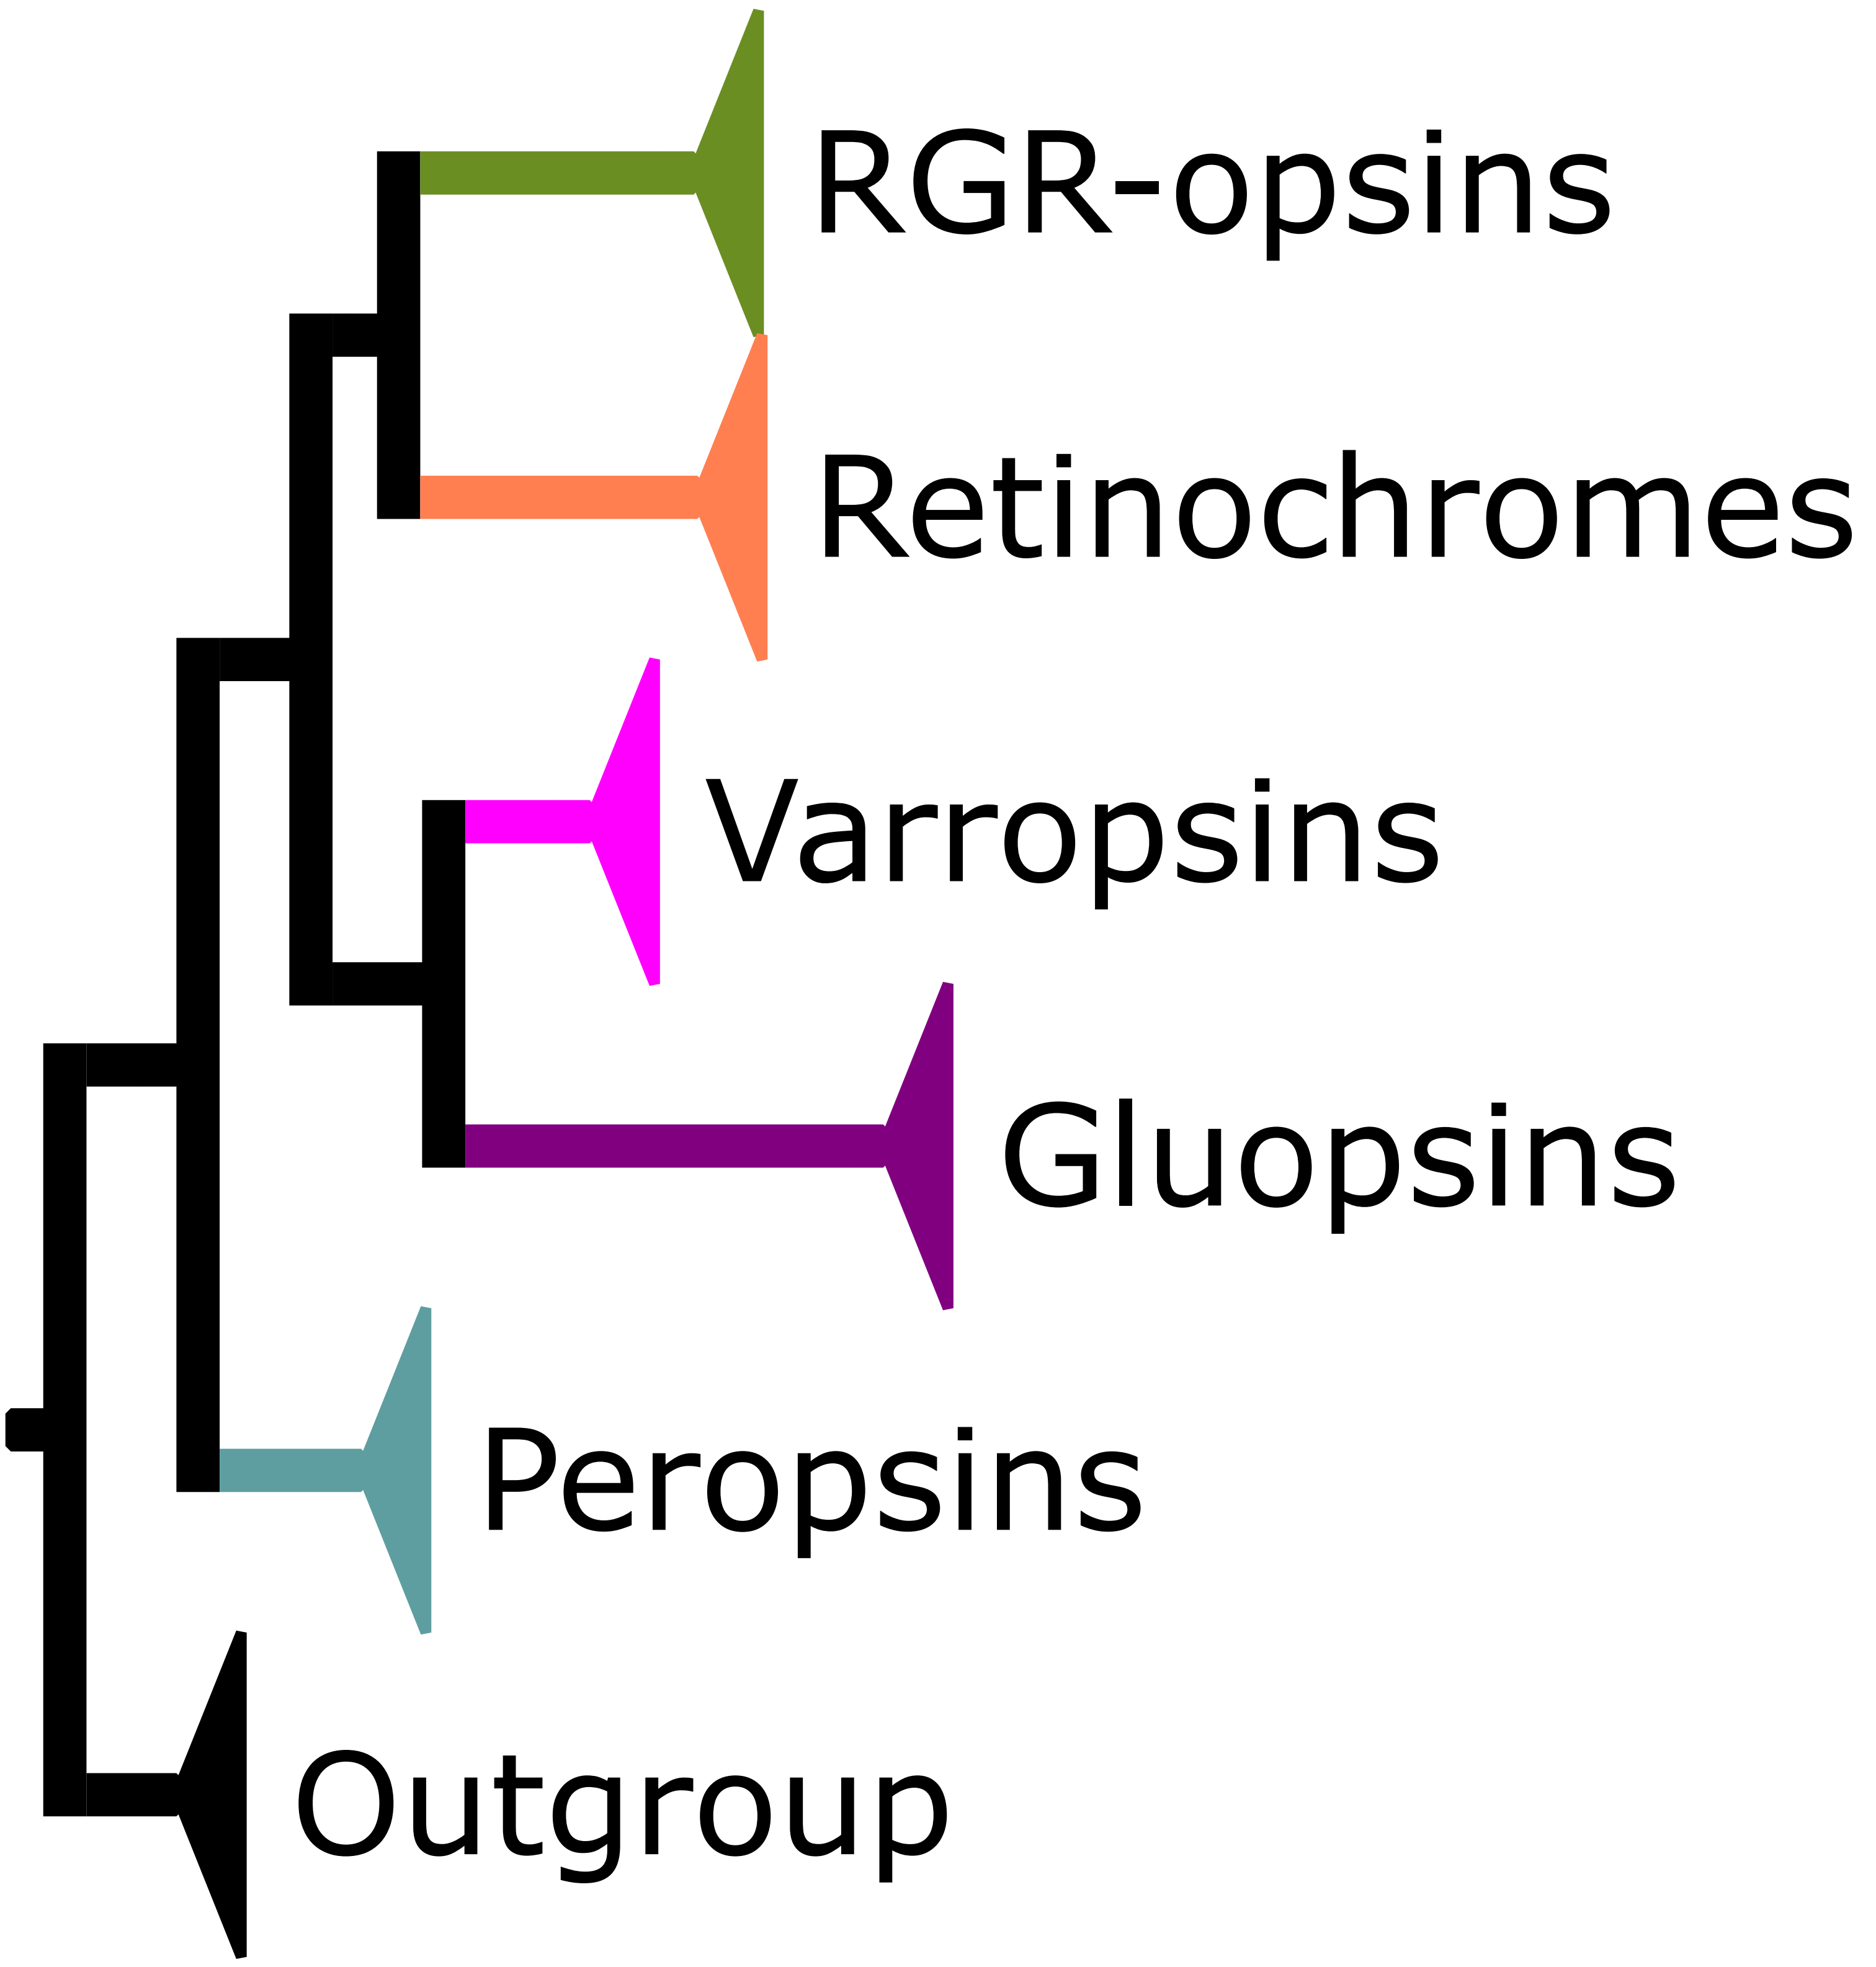 RGR-opsins
Retinochromes
Varropsins
Gluopsins
Peropsins
Outgroup